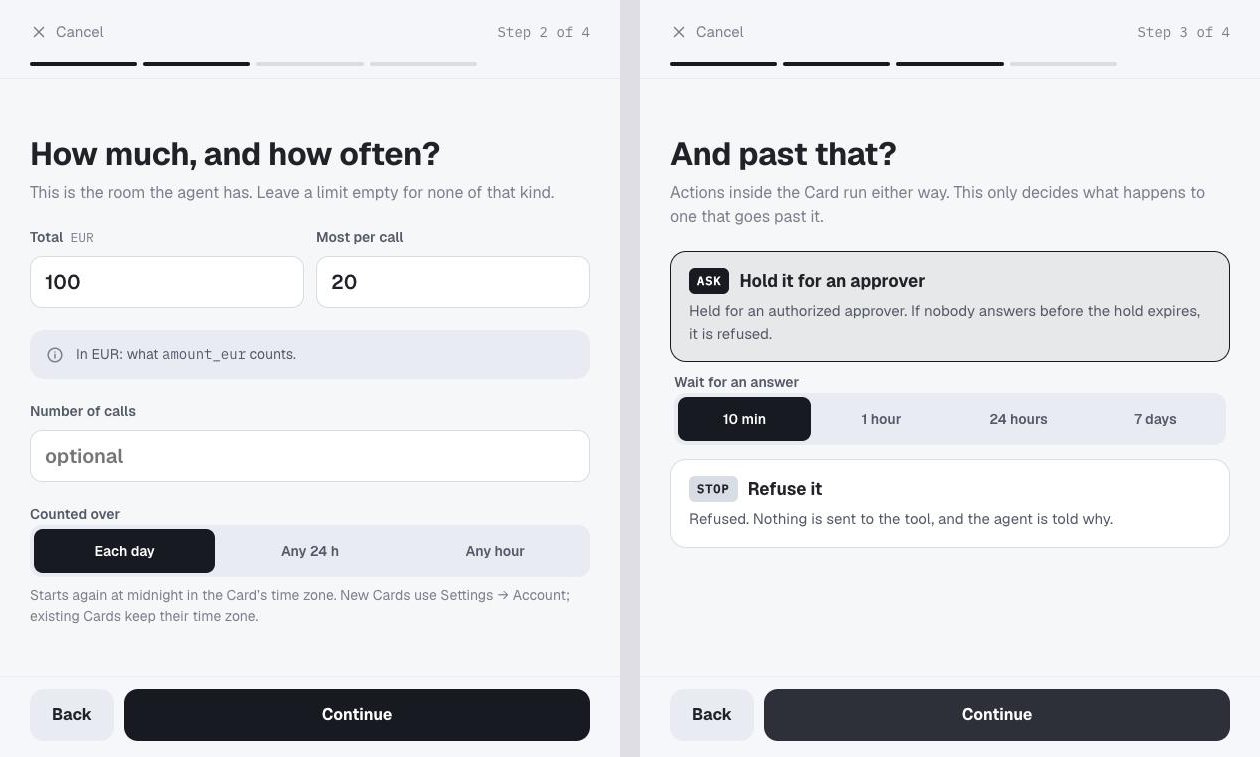 Cancel
Step 2 of 4
How much, and how often?
This is the room the agent has. Leave a limit empty for none of that kind.
Total EUR
Most per call
100
20
In EUR: what amount_eur counts.
Number of calls
optional
Counted over
Each day
Any 24 h
Any hour
Starts again at midnight in the Card's time zone. New Cards use Settings → Account;
existing Cards keep their time zone.
Back
Continue
Cancel
Step 3 of 4
And past that?
Actions inside the Card run either way. This only decides what happens to
one that goes past it.
ASK Hold it for an approver
Held for an authorized approver. If nobody answers before the hold expires,
it is refused.
Wait for an answer
10 min
1 hour
24 hours
7 days
STOP Refuse it
Refused. Nothing is sent to the tool, and the agent is told why.
Back
Continue